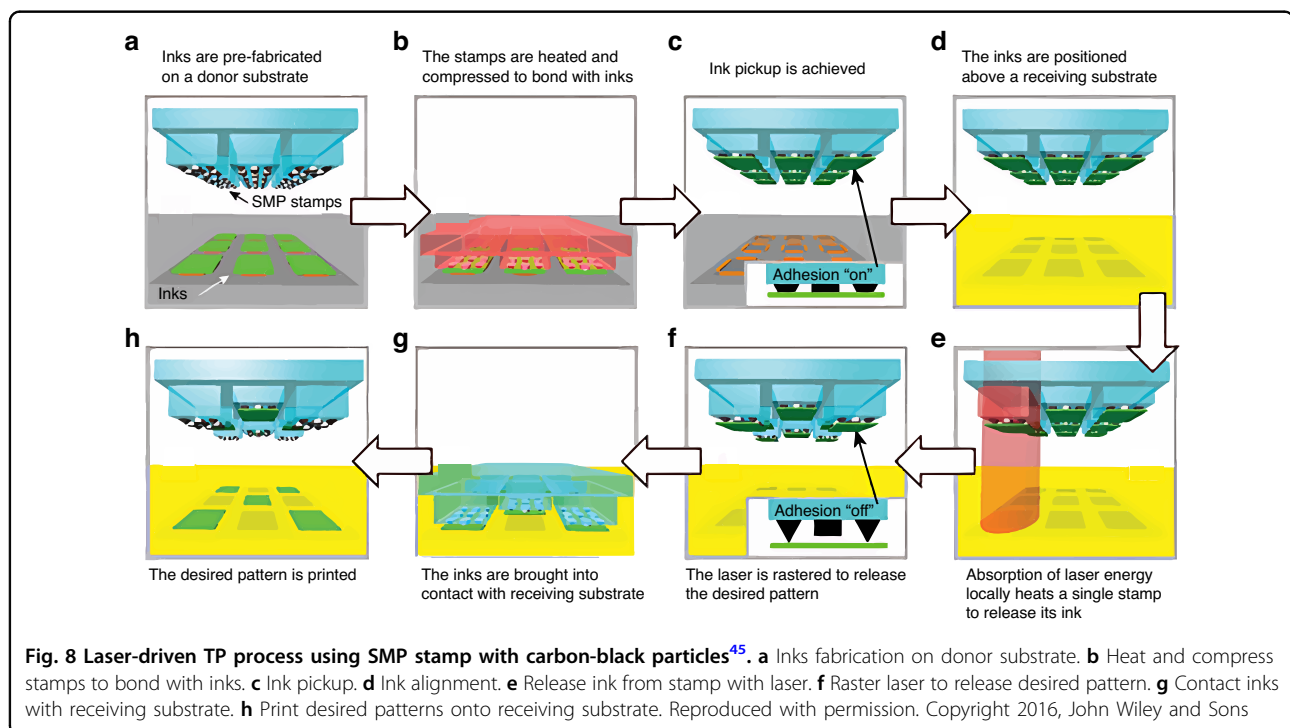 a
Inks are pre-fabricated
on a donor substrate
SMP stamps
Inks
b
The stamps are heated and
compressed to bond with inks
c
Ink pickup is achieved
Adhesion “on”
d
The inks are positioned
above a receiving substrate
e
Absorption of laser energy
locally heats a single stamp
to release its ink
f
Adhesion “off”
The laser is rastered to release
the desired pattern
g
The inks are brought into
contact with receiving substrate
h
The desired pattern is printed
Fig. 8 Laser-driven TP process using SMP stamp with carbon-black particles45. a Inks fabrication on donor substrate. b Heat and compress
stamps to bond with inks. c Ink pickup. d Ink alignment. e Release ink from stamp with laser. f Raster laser to release desired pattern. g Contact inks
with receiving substrate. h Print desired patterns onto receiving substrate. Reproduced with permission. Copyright 2016, John Wiley and Sons